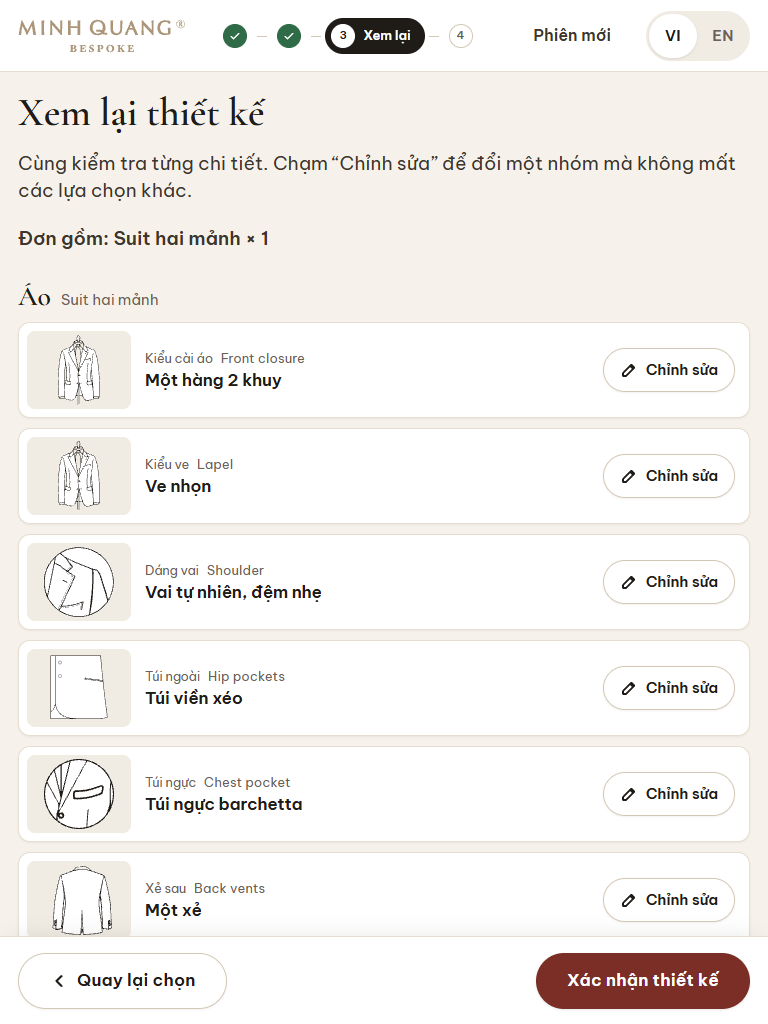 MINH QUANG®
BESPOKE
3 Xem lại
4
Phiên mới
VI EN
Xem lại thiết kế
Cùng kiểm tra từng chi tiết. Chạm “Chỉnh sửa” để đổi một nhóm mà không mất
các lựa chọn khác.
Đơn gồm: Suit hai mảnh × 1
Áo Suit hai mảnh
Kiểu cài áo Front closure
Một hàng 2 khuy
Chỉnh sửa
Kiểu ve Lapel
Ve nhọn
Chỉnh sửa
Dáng vai Shoulder
Vai tự nhiên, đệm nhẹ
Chỉnh sửa
Túi ngoài Hip pockets
Túi viền xéo
Chỉnh sửa
Túi ngực Chest pocket
Túi ngực barchetta
Chỉnh sửa
Xẻ sau Back vents
Một xẻ
Chỉnh sửa
Quay lại chọn
Xác nhận thiết kế